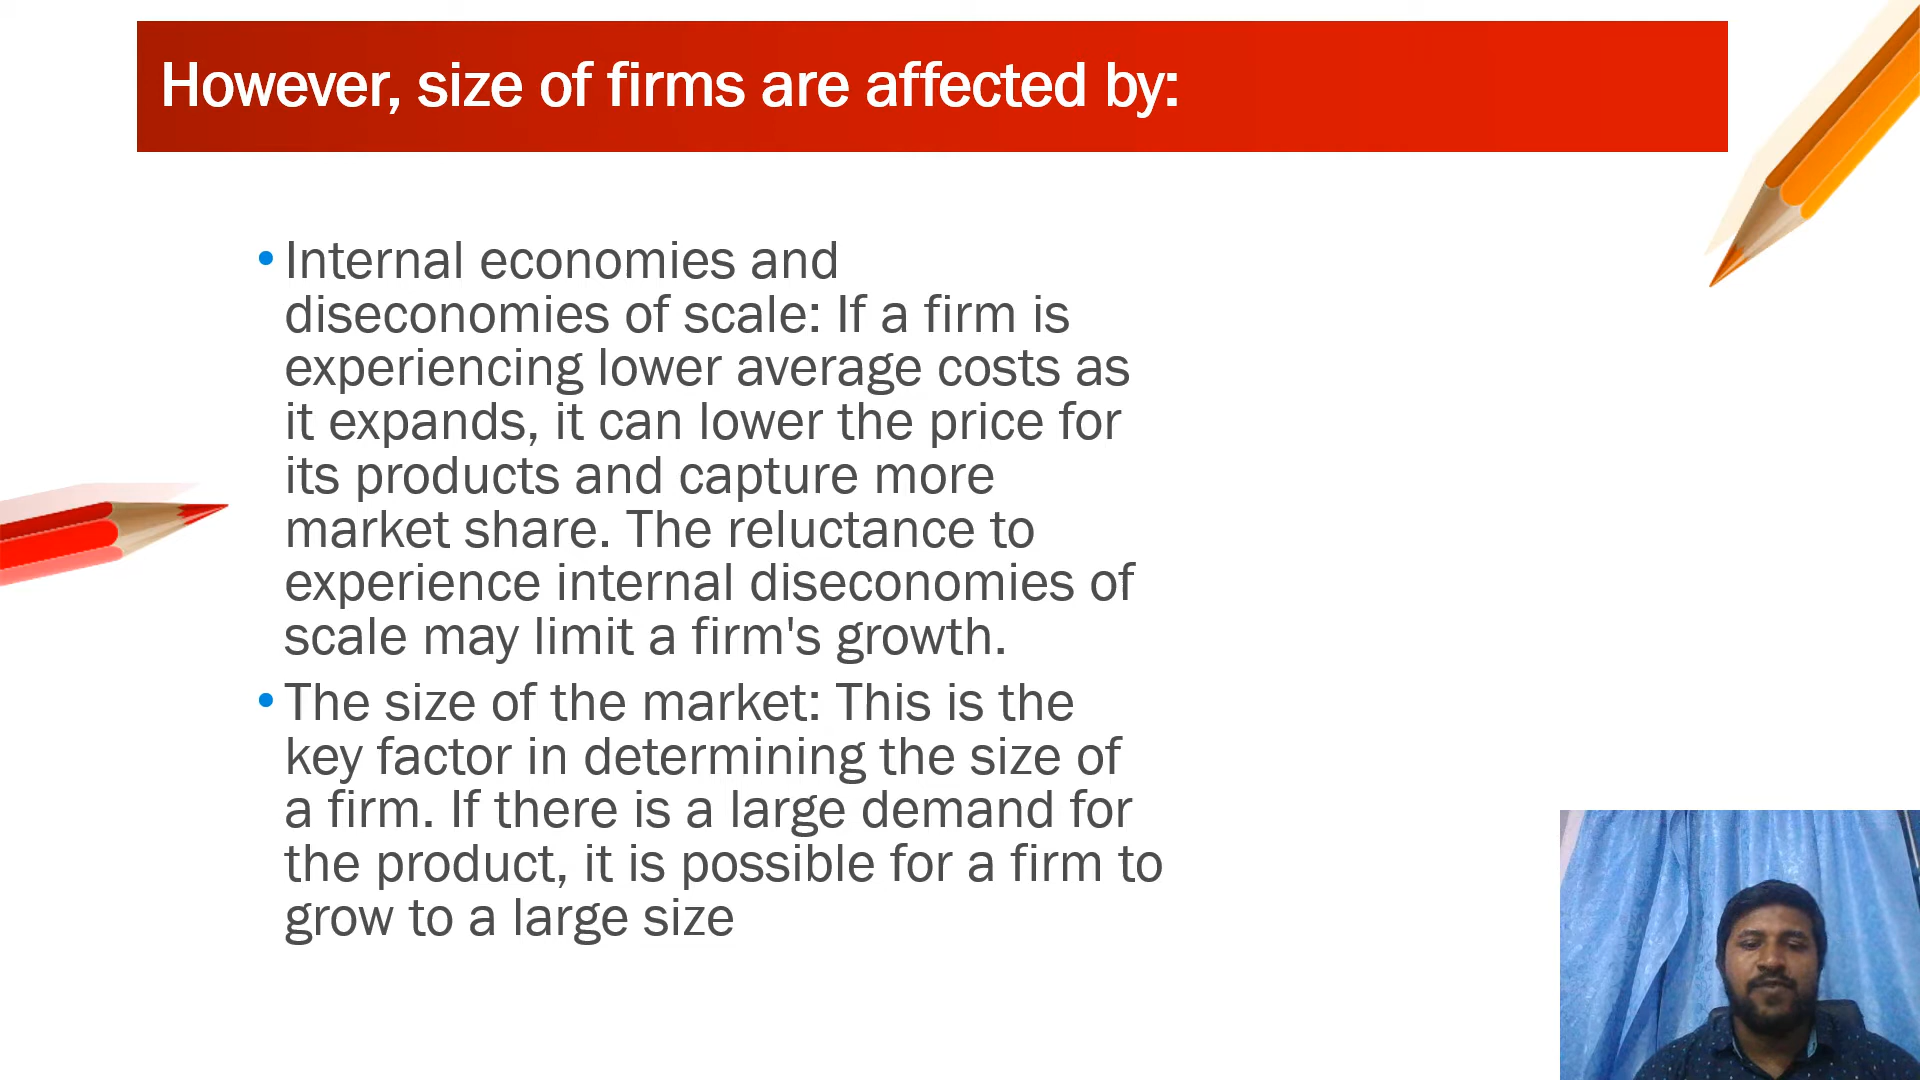 However, size of firms are affected by:
• Internal economies and
diseconomies of scale: If a firm is
experiencing lower average costs as
it expands, it can lower the price for
its products and capture more
market share. The reluctance to
experience internal diseconomies of
scale may limit a firm's growth.
• The size of the market: This is the
key factor in determining the size of
a firm. If there is a large demand for
the product, it is possible for a firm to
grow to a large size